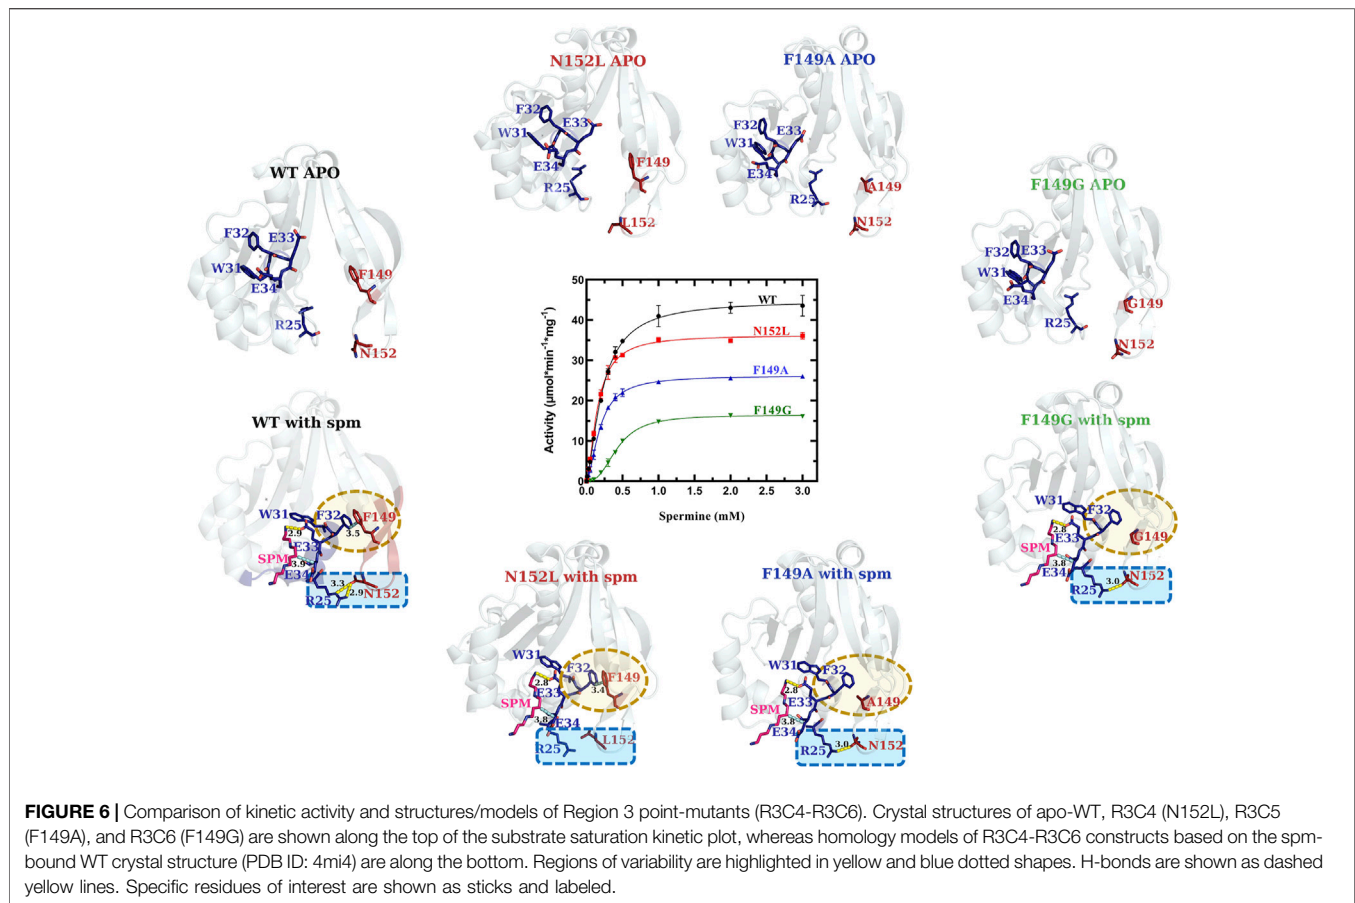 N152L APO
F32
E33
W31
E34
R25
F149
L152
F149A APO
F32
E33
W31
E34
R25
A149
N152
WT APO
F32
E33
W31
E34
R25
F149
N152
F149G APO
F32
E33
W31
E34
R25
G149
N152
50
40
30
20
10
0
0.0
0.5
1.0
1.5
2.0
2.5
3.0
Activity (µmol*min⁻¹*mg⁻¹)
Spermine (mM)
WT
N152L
F149A
F149G
WT with spm
W31
F32
F149
2.9
3.5
E33
SPM
3.9
E34
3.3
2.9
N152
R25
F149G with spm
W31
F32
2.8
E33
G149
SPM
3.8
E34
N152
3.0
R25
N152L with spm
W31
F32
F149
2.8
3.4
E33
SPM
3.8
E34
R25
L152
F149A with spm
W31
F32
2.8
E33
A149
SPM
3.8
E34
R25
3.0
N152
FIGURE 6 | Comparison of kinetic activity and structures/models of Region 3 point-mutants (R3C4-R3C6). Crystal structures of apo-WT, R3C4 (N152L), R3C5
(F149A), and R3C6 (F149G) are shown along the top of the substrate saturation kinetic plot, whereas homology models of R3C4-R3C6 constructs based on the spm-
bound WT crystal structure (PDB ID: 4mi4) are along the bottom. Regions of variability are highlighted in yellow and blue dotted shapes. H-bonds are shown as dashed
yellow lines. Specific residues of interest are shown as sticks and labeled.